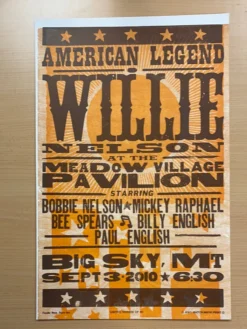 AMERICAN LEGEND
WILLIE
NELSON
AT THE
MEADOW VILLAGE
PAVILION
STARRING
BOBBIE NELSON ★ MICKEY RAPHAEL
BEE SPEARS ♫ BILLY ENGLISH
PAUL ENGLISH
BIG SKY, MT
SEPT 3 · 2010 ★ 6:30